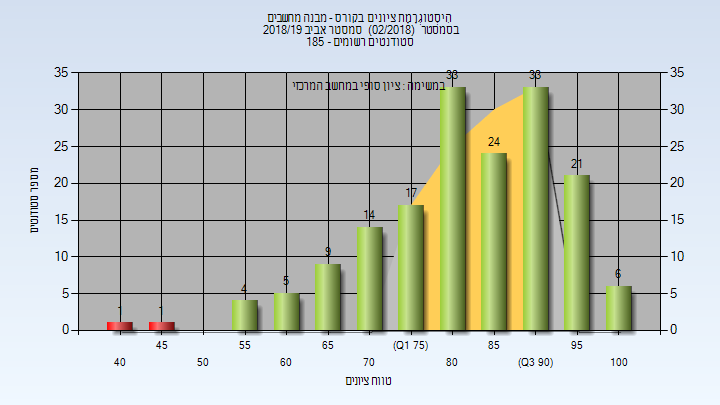 היסטוגרמת ציונים בקורס - מבנה מחשבים
בסמסטר (02/2018) סמסטר אביב 2018/19
סטודנטים רשומים - 185
במשימה : ציון סופי במחשב המרכזי
מספר סטודנטים
35 30 25 20 15 10 5 0
1 1 4 5 9 14 17 33 24 33 21 6
35 30 25 20 15 10 5 0
45 55 65 (Q1 75) 85 95
40 50 60 70 80 (Q3 90) 100
טווח ציונים